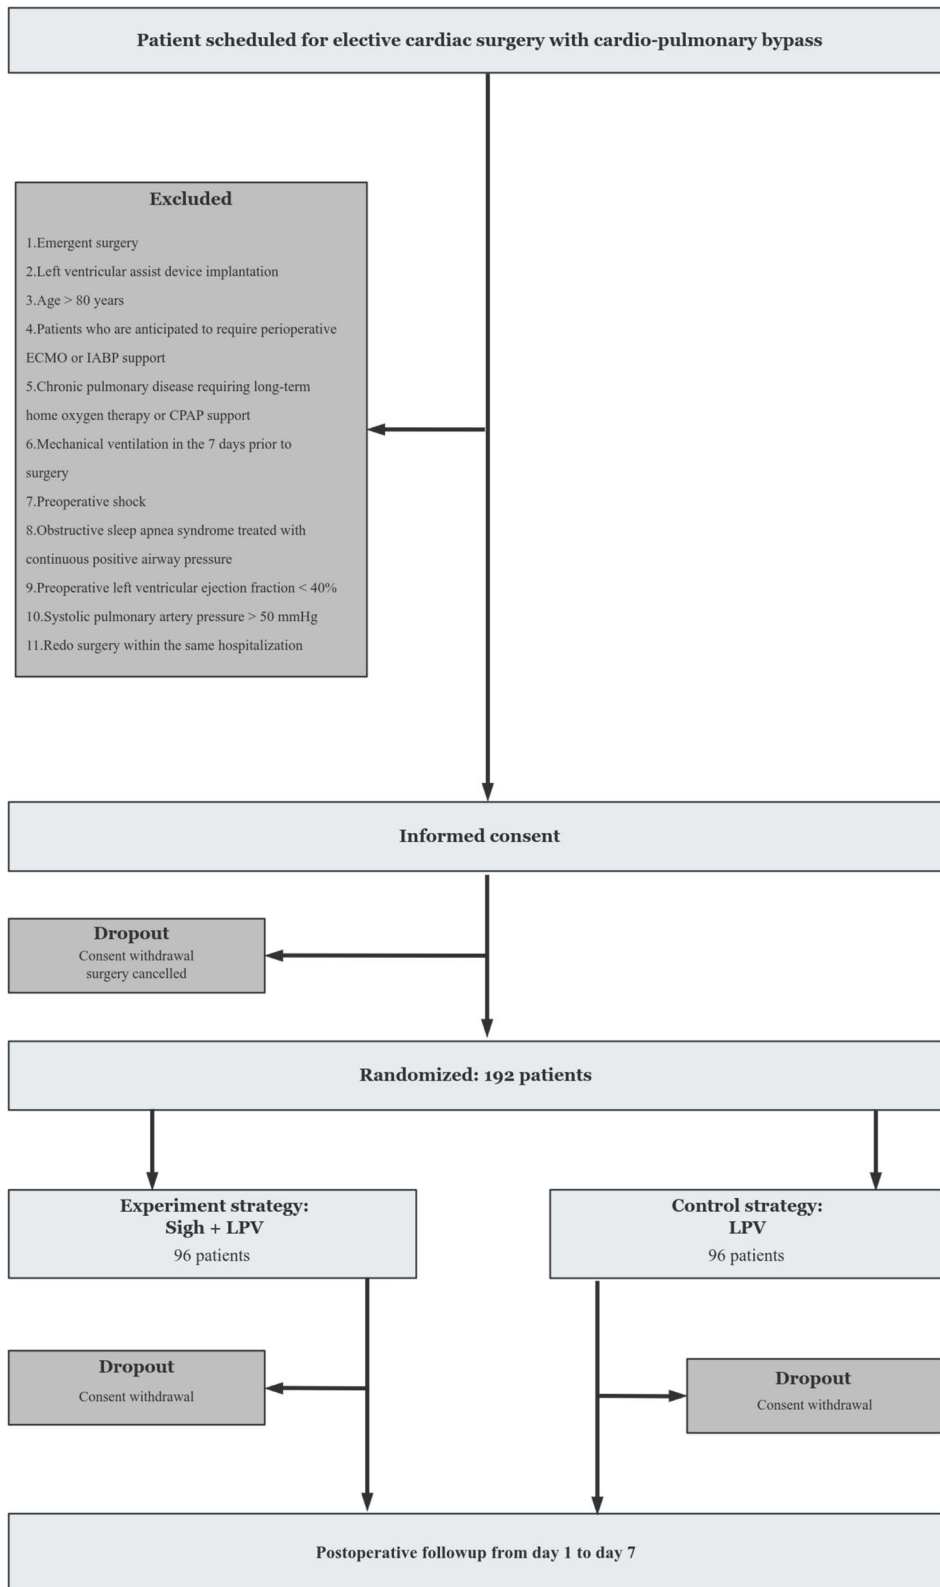 Patient scheduled for elective cardiac surgery with cardio-pulmonary bypass
Excluded
1.Emergent surgery
2.Left ventricular assist device implantation
3.Age > 80 years
4.Patients who are anticipated to require perioperative
ECMO or IABP support
5.Chronic pulmonary disease requiring long-term
home oxygen therapy or CPAP support
6.Mechanical ventilation in the 7 days prior to
surgery
7.Preoperative shock
8.Obstructive sleep apnea syndrome treated with
continuous positive airway pressure
9.Preoperative left ventricular ejection fraction < 40%
10.Systolic pulmonary artery pressure > 50 mmHg
11.Redo surgery within the same hospitalization
Informed consent
Dropout
Consent withdrawal
surgery cancelled
Randomized: 192 patients
Experiment strategy:
Sigh + LPV
96 patients
Control strategy:
LPV
96 patients
Dropout
Consent withdrawal
Dropout
Consent withdrawal
Postoperative followup from day 1 to day 7